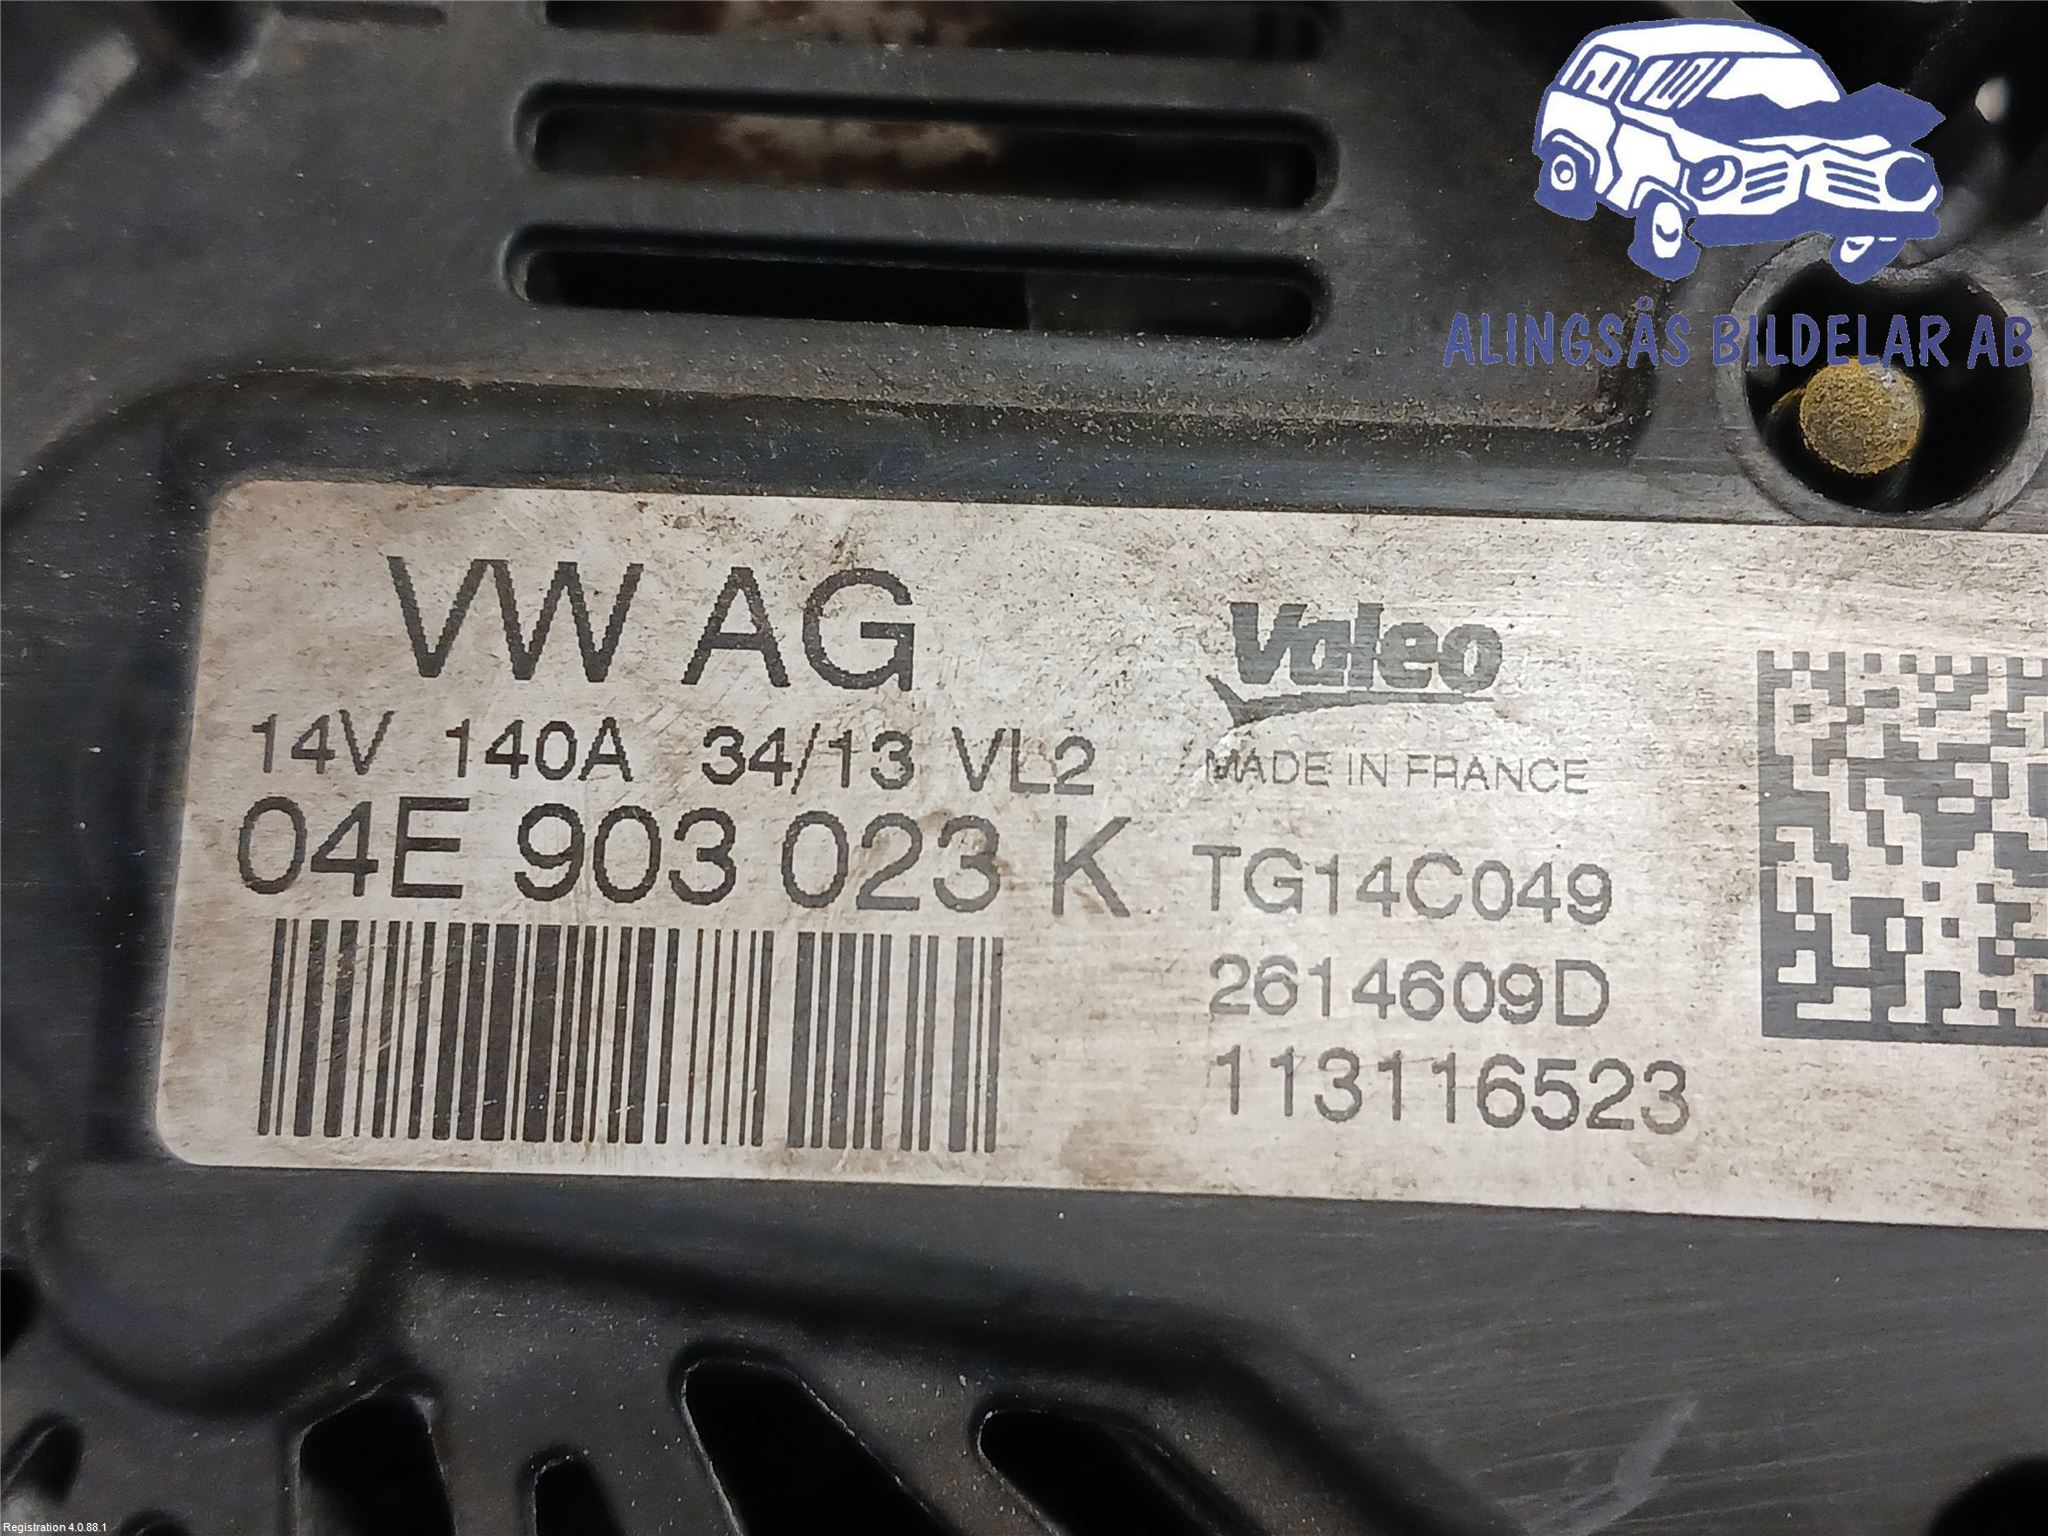 ALINGSÅS BILDELAR AB
VW AG
14V 140A 34/13 VL2
04E 903 023 K
Valeo
MADE IN FRANCE
TG14C049
2614609D
113116523
Registration 4.0.88.1